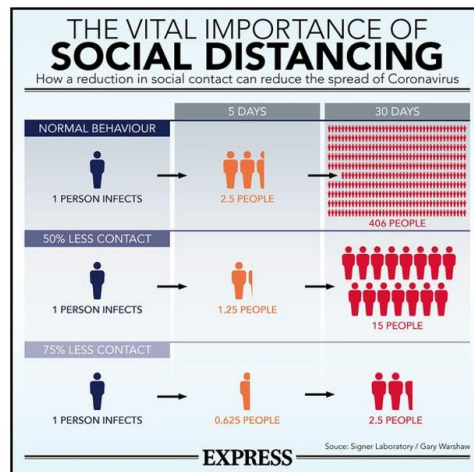 THE VITAL IMPORTANCE OF
SOCIAL DISTANCING
How a reduction in social contact can reduce the spread of Coronavirus
5 DAYS
30 DAYS
NORMAL BEHAVIOUR
1 PERSON INFECTS
2.5 PEOPLE
406 PEOPLE
50% LESS CONTACT
1 PERSON INFECTS
1.25 PEOPLE
15 PEOPLE
75% LESS CONTACT
1 PERSON INFECTS
0.625 PEOPLE
2.5 PEOPLE
Souce: Signer Laboratory / Gary Warshaw
EXPRESS